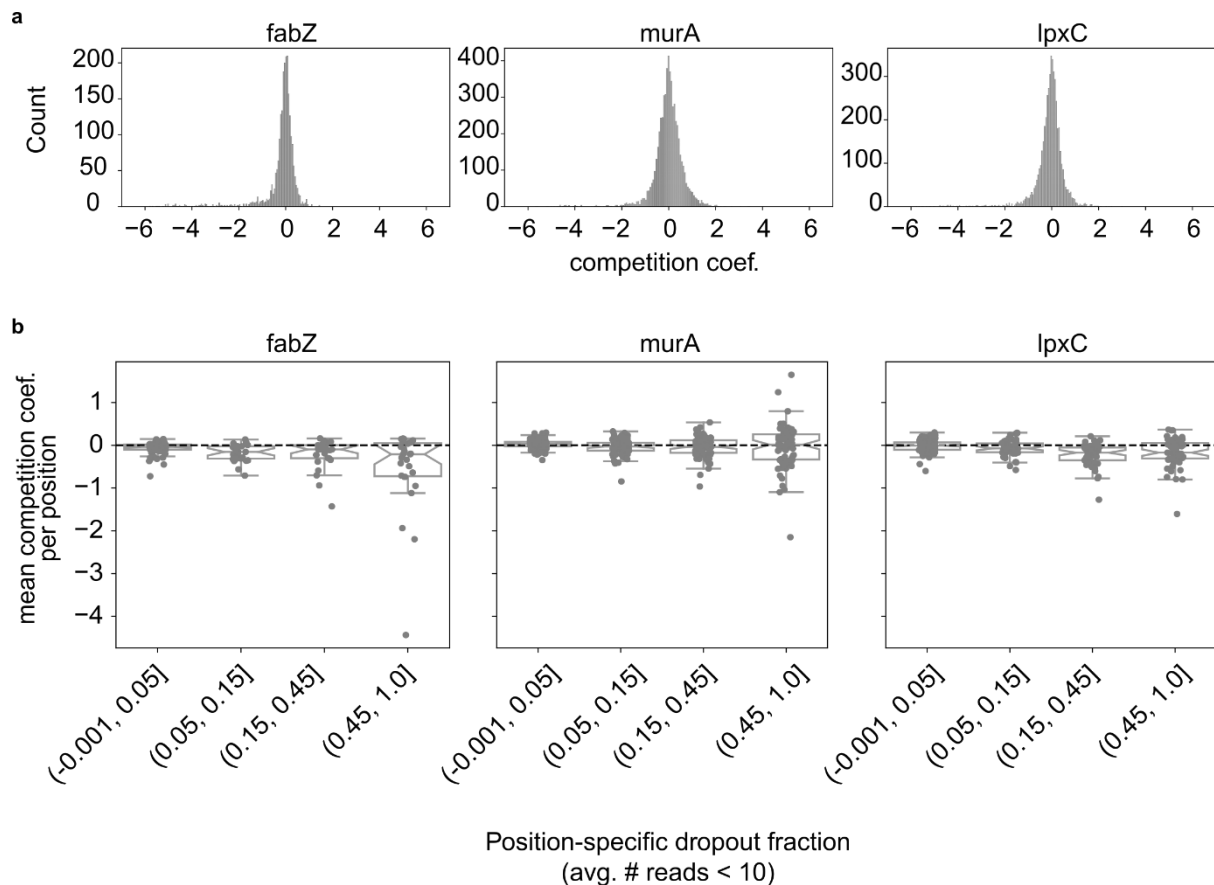 a
fabZ
murA
lpxC
Count
200
150
100
50
0
400
300
200
100
0
300
200
100
0
−6 −4 −2 0 2 4 6
−6 −4 −2 0 2 4 6
−6 −4 −2 0 2 4 6
competition coef.
b
fabZ
murA
lpxC
mean competition coef.
per position
1
0
−1
−2
−3
−4
(-0.001, 0.05]
(0.05, 0.15]
(0.15, 0.45]
(0.45, 1.0]
(-0.001, 0.05]
(0.05, 0.15]
(0.15, 0.45]
(0.45, 1.0]
(-0.001, 0.05]
(0.05, 0.15]
(0.15, 0.45]
(0.45, 1.0]
Position-specific dropout fraction
(avg. # reads < 10)